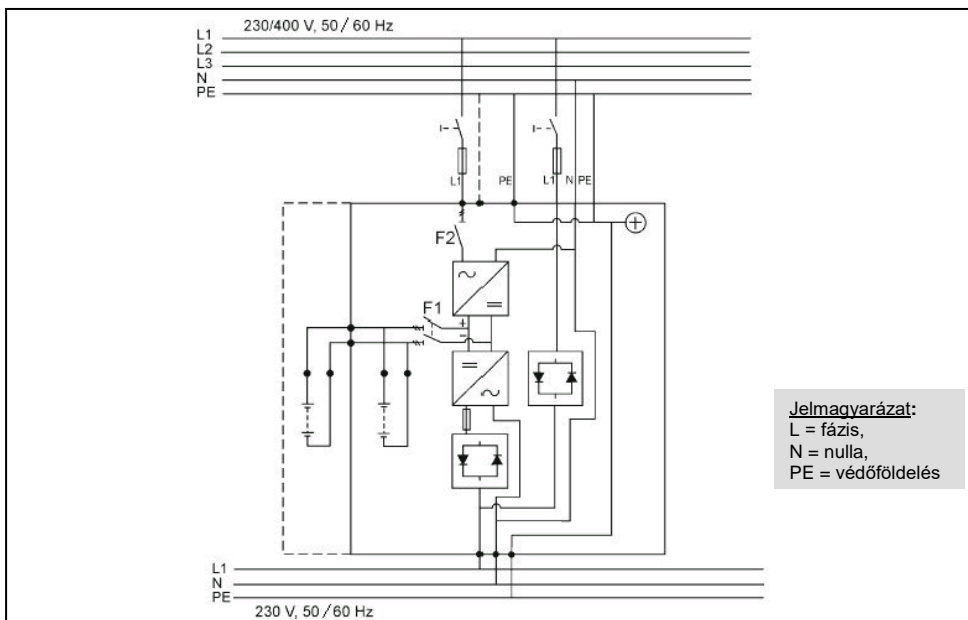 230/400 V, 50 / 60 Hz
L1
L2
L3
N
PE
L1
PE
L1
N
PE
F2
F1
+
−
Jelmagyarázat:
L = fázis,
N = nulla,
PE = védőföldelés
L1
N
PE
230 V, 50 / 60 Hz